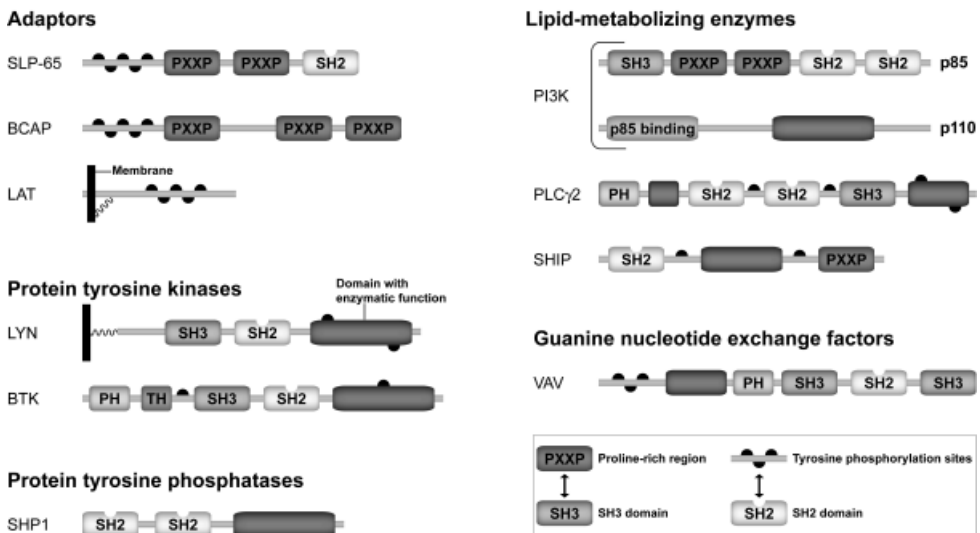 Adaptors
SLP-65
PXXP PXXP SH2
BCAP
PXXP PXXP PXXP
Membrane
LAT
Protein tyrosine kinases
Domain with
enzymatic function
LYN
SH3 SH2
BTK
PH TH SH3 SH2
Protein tyrosine phosphatases
SHP1
SH2 SH2
Lipid-metabolizing enzymes
SH3 PXXP PXXP SH2 SH2 p85
PI3K
p85 binding p110
PLCγ2
PH SH2 SH2 SH3
SHIP
SH2 PXXP
Guanine nucleotide exchange factors
VAV
PH SH3 SH2 SH3
PXXP Proline-rich region
Tyrosine phosphorylation sites
SH3 SH3 domain
SH2 SH2 domain